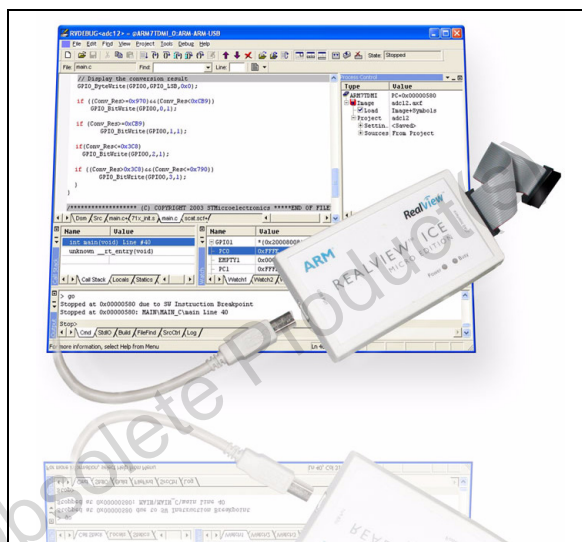 RVDEBUG<adc12+ - @ARM7TDMI_0:ARM-ARM-USB
File Edit Find View Project Tools Debug Help
State: Stopped
File: main.c Find: Line:
// Display the conversion result
GPIO_ByteWrite(GPIO0,GPIO_LSB,0x0);
if ((Conv_Res>=0x970)&&(Conv_Res<0xCB9))
GPIO_BitWrite(GPIO0,0,1);
if (Conv_Res>=0xCB9)
GPIO_BitWrite(GPIO0,1,1);
if(Conv_Res<=0x3C8)
GPIO_BitWrite(GPIO0,2,1);
if ((Conv_Res>0x3C8)&&(Conv_Res<0x790))
GPIO_BitWrite(GPIO0,3,1);
}
}
/******************* (C) COPYRIGHT 2003 STMicroelectronics *****END OF FILE
Dsm Src main.c+ 71x_init.s main.c scat.scf+
Process Control
Type Value
ARM7TDMI PC=0x00000580
Image adc12.axf
Load Image+Symbols
Project adc12
Settin. <Saved>
Sources From Project
Name Value
int main(void) line #40
unknown __rt_entry(void)
Call Stack Locals Statics
Call Stack
Name Value
GPIO1
PC0
EMPTY1
PC1
Watch1 Watch2
> go
Stopped at 0x00000580 due to SW Instruction Breakpoint
Stopped at 0x00000580: MAIN\MAIN_C\main Line 40
Stop>
Cmd StdIO Build FileFind SrcCtrl Log
Output
For more information, select Help from Menu
RealView
ARM
REALVIEW ICE
MICRO EDITION
Power
Obsolete Product(s)